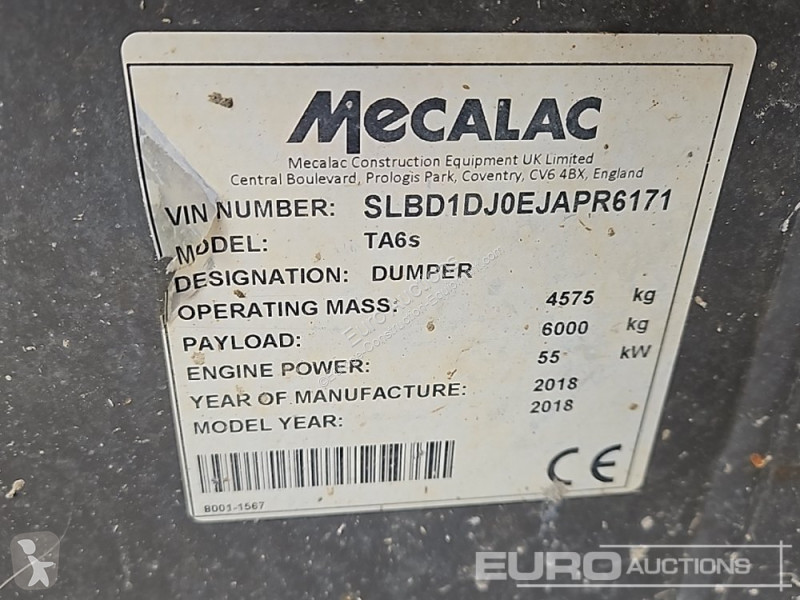 MECALAC
Mecalac Construction Equipment UK Limited
Central Boulevard, Prologis Park, Coventry, CV6 4BX, England
VIN NUMBER: SLBD1DJ0EJAPR6171
MODEL: TA6s
DESIGNATION: DUMPER
OPERATING MASS: 4575 kg
PAYLOAD: 6000 kg
ENGINE POWER: 55 kW
YEAR OF MANUFACTURE: 2018
MODEL YEAR: 2018
8001-1567
CE
EURO AUCTIONS